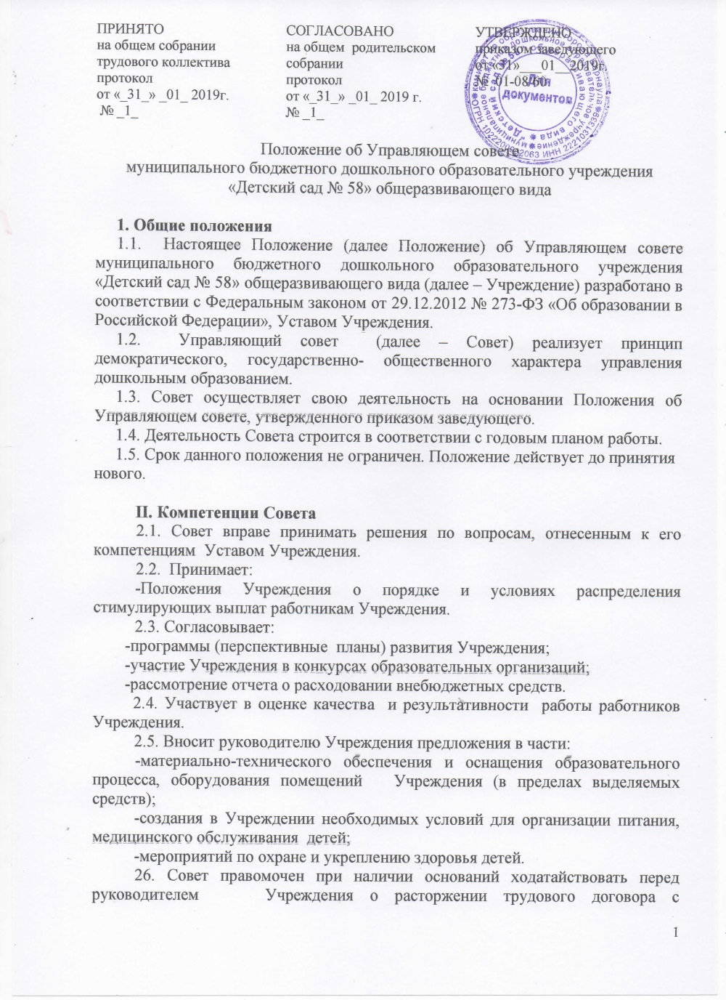 ПРИНЯТО
на общем собрании
трудового коллектива
протокол
от «_31_» _01_ 2019г.
№ _1_
СОГЛАСОВАНО
на общем родительском
собрании
протокол
от «_31_» _01_ 2019 г.
№ _1_
УТВЕРЖДЕНО
приказом заведующего
от «31»___01__2019г.
№ 01-08/60
Для
документов
Положение об Управляющем совете
муниципального бюджетного дошкольного образовательного учреждения
«Детский сад № 58» общеразвивающего вида
1. Общие положения
1.1. Настоящее Положение (далее Положение) об Управляющем совете
муниципального бюджетного дошкольного образовательного учреждения
«Детский сад № 58» общеразвивающего вида (далее – Учреждение) разработано в
соответствии с Федеральным законом от 29.12.2012 № 273-ФЗ «Об образовании в
Российской Федерации», Уставом Учреждения.
1.2. Управляющий совет (далее – Совет) реализует принцип
демократического, государственно- общественного характера управления
дошкольным образованием.
1.3. Совет осуществляет свою деятельность на основании Положения об
Управляющем совете, утвержденного приказом заведующего.
1.4. Деятельность Совета строится в соответствии с годовым планом работы.
1.5. Срок данного положения не ограничен. Положение действует до принятия
нового.
II. Компетенции Совета
2.1. Совет вправе принимать решения по вопросам, отнесенным к его
компетенциям Уставом Учреждения.
2.2. Принимает:
-Положения Учреждения о порядке и условиях распределения
стимулирующих выплат работникам Учреждения.
2.3. Согласовывает:
-программы (перспективные планы) развития Учреждения;
-участие Учреждения в конкурсах образовательных организаций;
-рассмотрение отчета о расходовании внебюджетных средств.
2.4. Участвует в оценке качества и результативности работы работников
Учреждения.
2.5. Вносит руководителю Учреждения предложения в части:
-материально-технического обеспечения и оснащения образовательного
процесса, оборудования помещений Учреждения (в пределах выделяемых
средств);
-создания в Учреждении необходимых условий для организации питания,
медицинского обслуживания детей;
-мероприятий по охране и укреплению здоровья детей.
26. Совет правомочен при наличии оснований ходатайствовать перед
руководителем Учреждения о расторжении трудового договора с
1